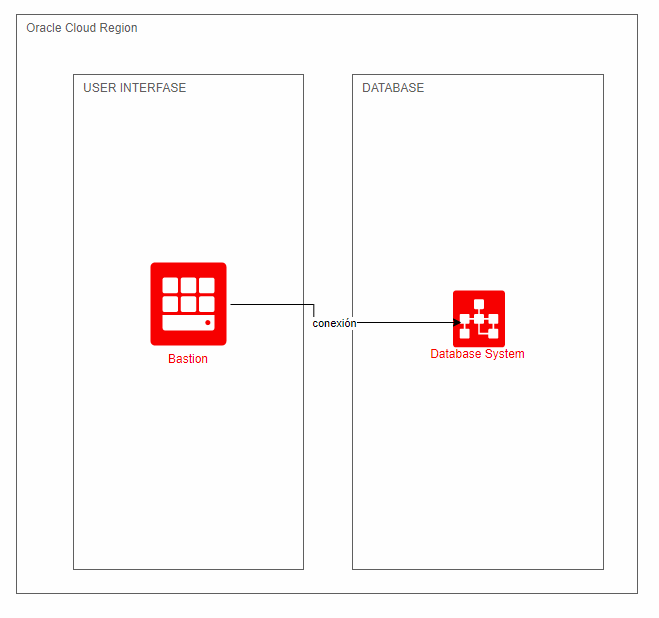 Oracle Cloud Region
USER INTERFASE
DATABASE
conexión
Bastion
Database System